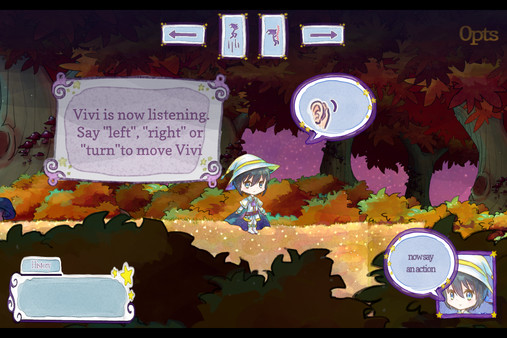 0pts
Vivi is now listening.
Say "left", "right" or
"turn"to move Vivi
now say
an action